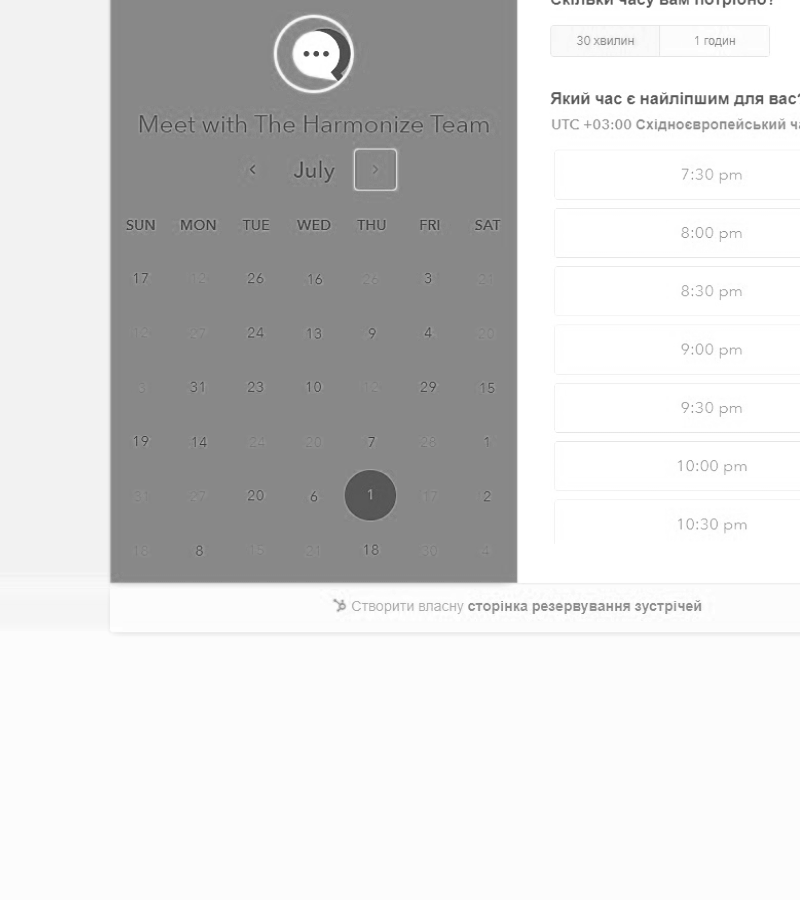 Скільки часу вам потрібно?
30 хвилин 1 годин
Meet with The Harmonize Team
Який час є найліпшим для вас?
UTC +03:00 Східноєвропейський ча
July
7:30 pm
SUN MON TUE WED THU FRI SAT
8:00 pm
17 12 26 16 26 3 21
8:30 pm
12 27 24 13 9 4 20
9:00 pm
31 23 10 12 29 15
9:30 pm
19 14 24 20 7 28 1
10:00 pm
31 27 20 6 1 17 2
10:30 pm
8 15 21 18 30 4
Створити власну сторінка резервування зустрічей